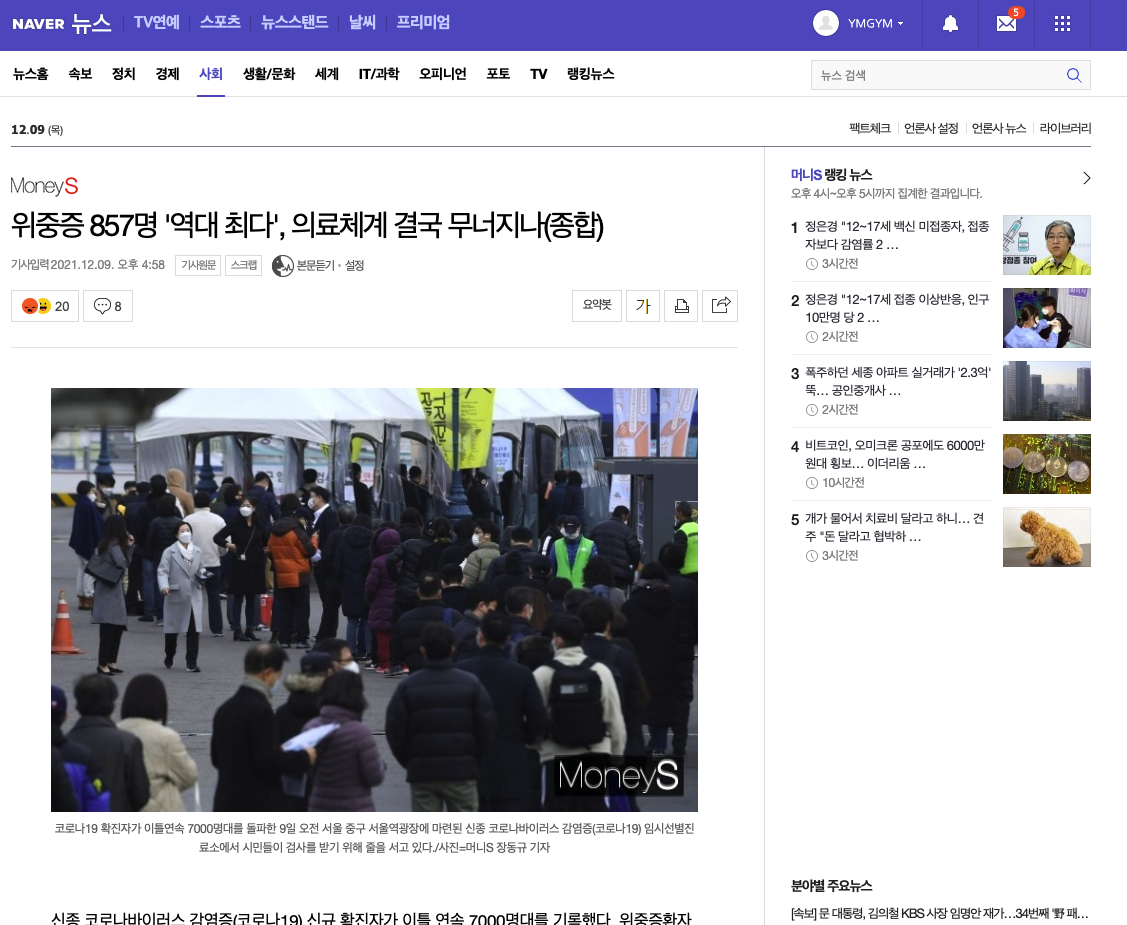 NAVER 뉴스 TV연예 스포츠 뉴스스탠드 날씨 프리미엄 YMGYM 5
뉴스홈 속보 정치 경제 사회 생활/문화 세계 IT/과학 오피니언 포토 TV 랭킹뉴스 뉴스 검색
12.09 (목) 팩트체크 언론사 설정 언론사 뉴스 라이브러리
MoneyS
위중증 857명 '역대 최다', 의료체계 결국 무너지나(종합)
기사입력 2021.12.09. 오후 4:58 기사원문 스크랩 본문듣기 · 설정
20 8 요약봇 가
MoneyS
코로나19 확진자가 이틀연속 7000명대를 돌파한 9일 오전 서울 중구 서울역광장에 마련된 신종 코로나바이러스 감염증(코로나19) 임시선별진
료소에서 시민들이 검사를 받기 위해 줄을 서고 있다./사진=머니S 장동규 기자
신종 코로나바이러스 감염증(코로나19) 신규 확진자가 이틀 연속 7000명대를 기록했다. 위중증환자
머니S 랭킹 뉴스
오후 4시~오후 5시까지 집계한 결과입니다.
1 정은경 "12~17세 백신 미접종자, 접종
자보다 감염률 2 ...
3시간전
2 정은경 "12~17세 접종 이상반응, 인구
10만명 당 2 ...
2시간전
3 폭주하던 세종 아파트 실거래가 '2.3억'
뚝… 공인중개사 ...
2시간전
4 비트코인, 오미크론 공포에도 6000만
원대 횡보… 이더리움 ...
10시간전
5 개가 물어서 치료비 달라고 하니… 견
주 "돈 달라고 협박하 ...
3시간전
분야별 주요뉴스
[속보] 문 대통령, 김의철 KBS 사장 임명안 재가…34번째 '野 패...